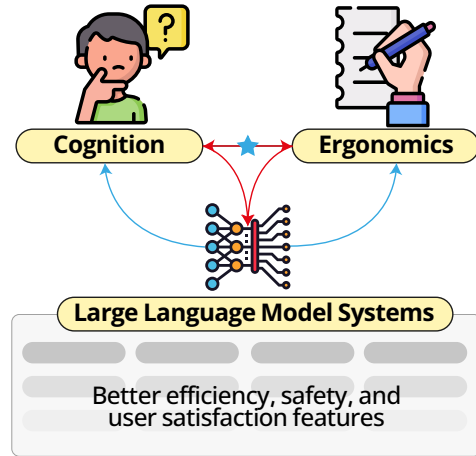 ?
Cognition
Ergonomics
Large Language Model Systems
Better efficiency, safety, and
user satisfaction features